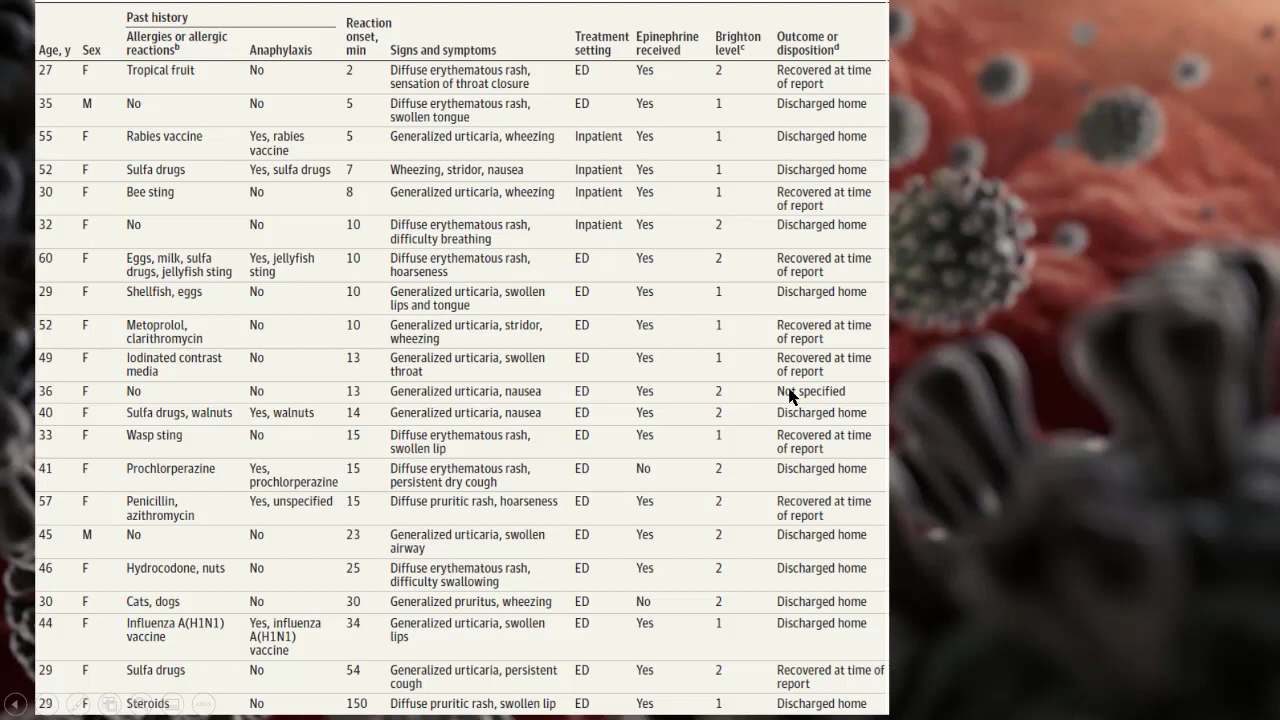 Past history
Reaction onset, min
Age, y Sex Allergies or allergic reactionsb Anaphylaxis Signs and symptoms Treatment setting Epinephrine received Brighton levelc Outcome or dispositiond
27 F Tropical fruit No 2 Diffuse erythematous rash, sensation of throat closure ED Yes 2 Recovered at time of report
35 M No No 5 Diffuse erythematous rash, swollen tongue ED Yes 1 Discharged home
55 F Rabies vaccine Yes, rabies vaccine 5 Generalized urticaria, wheezing Inpatient Yes 1 Discharged home
52 F Sulfa drugs Yes, sulfa drugs 7 Wheezing, stridor, nausea Inpatient Yes 1 Discharged home
30 F Bee sting No 8 Generalized urticaria, wheezing Inpatient Yes 1 Recovered at time of report
32 F No No 10 Diffuse erythematous rash, difficulty breathing Inpatient Yes 2 Discharged home
60 F Eggs, milk, sulfa drugs, jellyfish sting Yes, jellyfish sting 10 Diffuse erythematous rash, hoarseness ED Yes 2 Recovered at time of report
29 F Shellfish, eggs No 10 Generalized urticaria, swollen lips and tongue ED Yes 1 Discharged home
52 F Metoprolol, clarithromycin No 10 Generalized urticaria, stridor, wheezing ED Yes 1 Recovered at time of report
49 F Iodinated contrast media No 13 Generalized urticaria, swollen throat ED Yes 1 Recovered at time of report
36 F No No 13 Generalized urticaria, nausea ED Yes 2 Not specified
40 F Sulfa drugs, walnuts Yes, walnuts 14 Generalized urticaria, nausea ED Yes 2 Discharged home
33 F Wasp sting No 15 Diffuse erythematous rash, swollen lip ED Yes 1 Recovered at time of report
41 F Prochlorperazine Yes, prochlorperazine 15 Diffuse erythematous rash, persistent dry cough ED No 2 Discharged home
57 F Penicillin, azithromycin Yes, unspecified 15 Diffuse pruritic rash, hoarseness ED Yes 2 Recovered at time of report
45 M No No 23 Generalized urticaria, swollen airway ED Yes 2 Discharged home
46 F Hydrocodone, nuts No 25 Diffuse erythematous rash, difficulty swallowing ED Yes 2 Discharged home
30 F Cats, dogs No 30 Generalized pruritus, wheezing ED No 2 Discharged home
44 F Influenza A(H1N1) vaccine Yes, influenza A(H1N1) vaccine 34 Generalized urticaria, swollen lips ED Yes 1 Discharged home
29 F Sulfa drugs No 54 Generalized urticaria, persistent cough ED Yes 2 Recovered at time of report
29 F Steroids No 150 Diffuse pruritic rash, swollen lip ED Yes 1 Discharged home